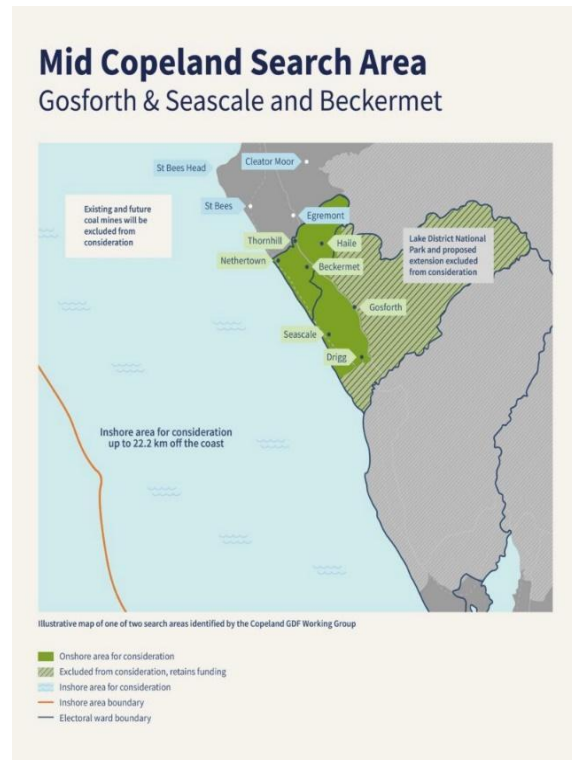 Mid Copeland Search Area
Gosforth & Seascale and Beckermet
Cleator Moor
St Bees Head
Existing and future
coal mines will be
excluded from
consideration
St Bees
Egremont
Thornhill
Haile
Lake District National
Park and proposed
extension excluded
from consideration
Nethertown
Beckermet
Gosforth
Seascale
Drigg
Inshore area for consideration
up to 22.2 km off the coast
Illustrative map of one of two search areas identified by the Copeland GDF Working Group
Onshore area for consideration
Excluded from consideration, retains funding
Inshore area for consideration
Inshore area boundary
Electoral ward boundary